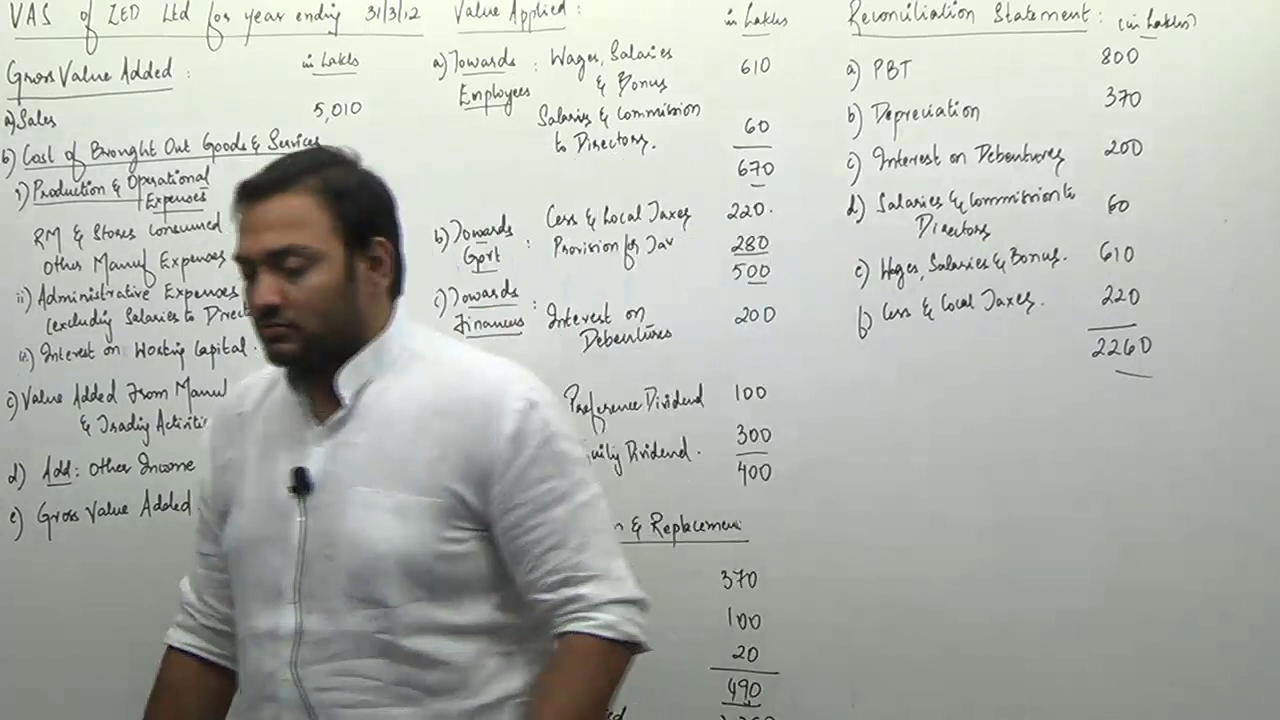 VAS of ZED Ltd for year ending 31/3/12
Gross Value Added :
in Lakhs
a) Sales 5,010
b) Cost of Brought Out Goods & Services
i) Production & Operational
Expenses
RM & Stores Consumed
Other Manuf Expenses
ii) Administrative Expenses
(excluding Salaries to Direct
iii) Interest on Working Capital.
c) Value Added From Manuf
& Trading Activitie
d) Add: Other Income
e) Gross Value Added
Value Applied :
in Lakhs
a) Towards : Wages, Salaries 610
Employees & Bonus
Salaries & Commission
to Directors. 60
670
Cess & Local Taxes 220.
b) Towards : Provision for Tax 280
Govt 500
c) Towards :
Financers Interest on 200
Debentures
Preference Dividend 100
uity Dividend. 300
400
n & Replacement
370
100
20
490
Reconciliation Statement : (in Lakhs)
a) PBT 800
b) Depreciation 370
c) Interest on Debentures 200
d) Salaries & Commission to 60
Directors
e) Wages, Salaries & Bonus. 610
f) Cess & Local Taxes. 220
2260